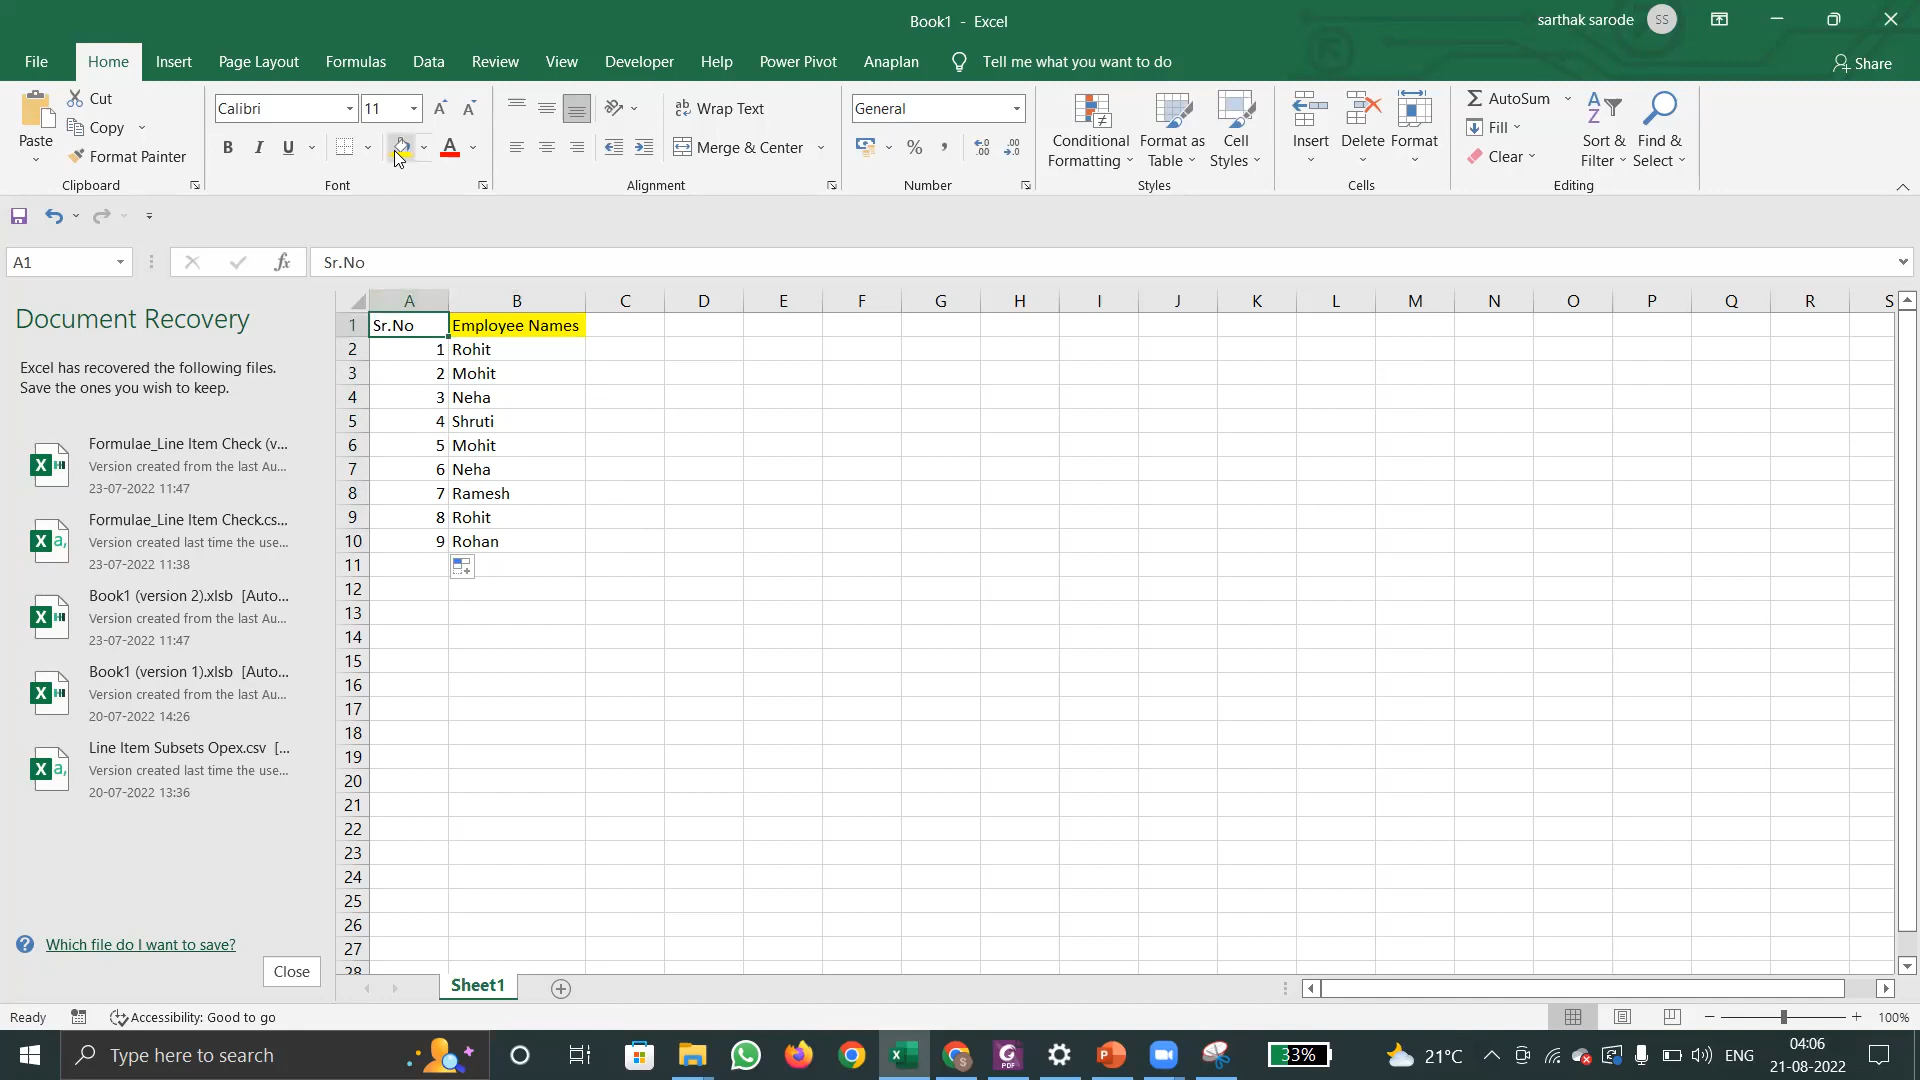 Book1 - Excel
sarthak sarode
SS
File
Home
Insert
Page Layout
Formulas
Data
Review
View
Developer
Help
Power Pivot
Anaplan
Tell me what you want to do
Share
Paste
Cut
Copy
Format Painter
Clipboard
Calibri
11
B I U
A
Font
ab Wrap Text
Merge & Center
Alignment
General
%
Number
Conditional Formatting
Format as Table
Cell Styles
Styles
Insert
Delete
Format
Cells
AutoSum
Fill
Clear
Sort & Filter
Find & Select
Editing
A1
fx
Sr.No
Document Recovery
Excel has recovered the following files.
Save the ones you wish to keep.
Formulae_Line Item Check (v...
Version created from the last Au...
23-07-2022 11:47
Formulae_Line Item Check.cs...
Version created last time the use...
23-07-2022 11:38
Book1 (version 2).xlsb [Auto...
Version created from the last Au...
23-07-2022 11:47
Book1 (version 1).xlsb [Auto...
Version created from the last Au...
20-07-2022 14:26
Line Item Subsets Opex.csv [...
Version created last time the use...
20-07-2022 13:36
Which file do I want to save?
Close
A B C D E F G H I J K L M N O P Q R S
1 Sr.No Employee Names
2 1 Rohit
3 2 Mohit
4 3 Neha
5 4 Shruti
6 5 Mohit
7 6 Neha
8 7 Ramesh
9 8 Rohit
10 9 Rohan
11
12
13
14
15
16
17
18
19
20
21
22
23
24
25
26
27
28
Sheet1
Ready
Accessibility: Good to go
100%
Type here to search
33%
21°C
ENG
04:06
21-08-2022